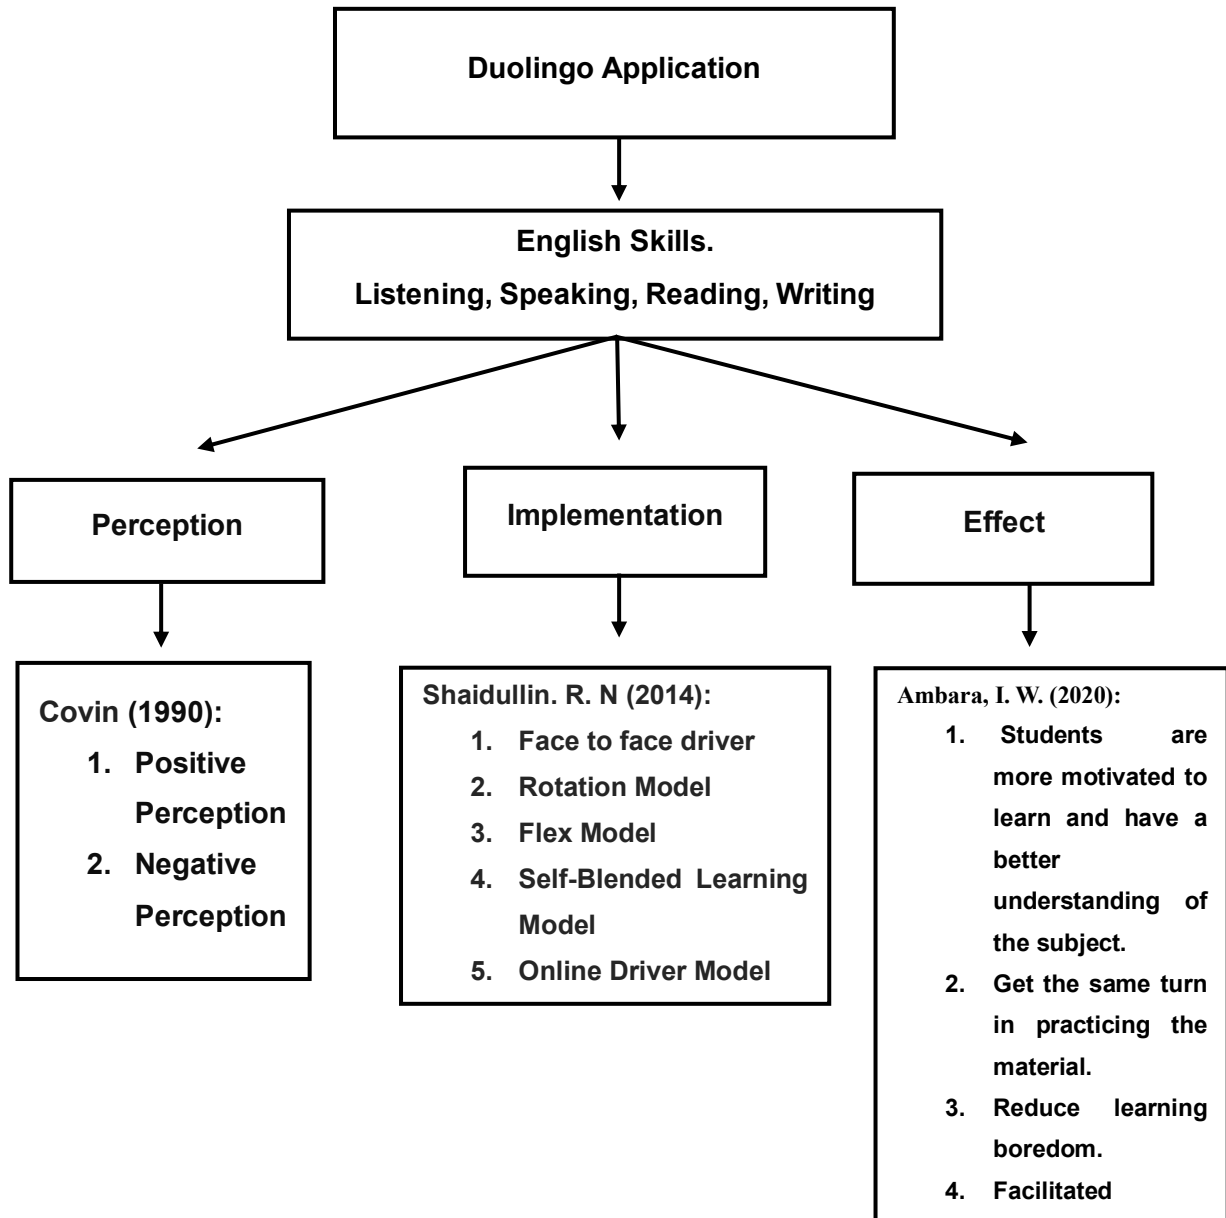 Duolingo Application
English Skills.
Listening, Speaking, Reading, Writing
Perception
Implementation
Effect
Covin (1990):
1. Positive
Perception
2. Negative
Perception
Shaidullin. R. N (2014):
1. Face to face driver
2. Rotation Model
3. Flex Model
4. Self-Blended Learning
Model
5. Online Driver Model
Ambara, I. W. (2020):
1. Students are
more motivated to
learn and have a
better
understanding of
the subject.
2. Get the same turn
in practicing the
material.
3. Reduce learning
boredom.
4. Facilitated